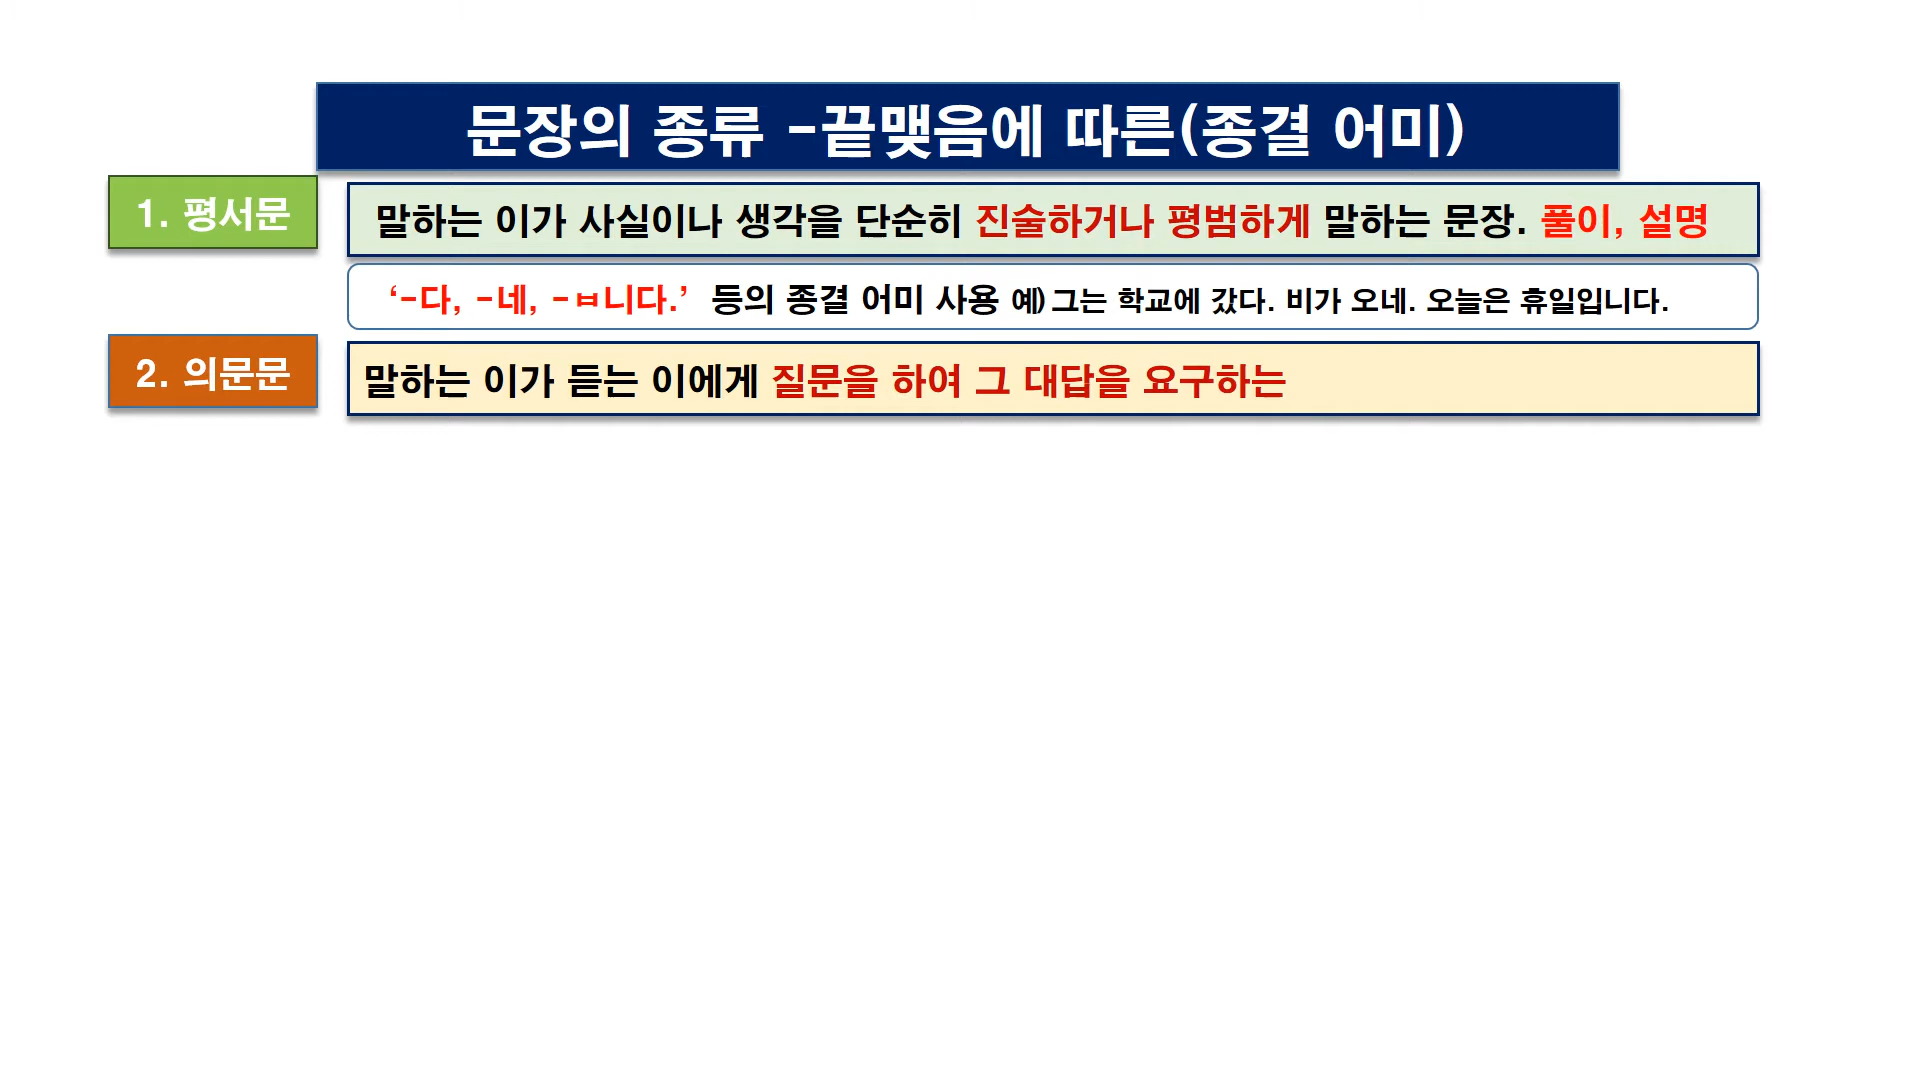 문장의 종류 -끝맺음에 따른(종결 어미)
1. 평서문
말하는 이가 사실이나 생각을 단순히 진술하거나 평범하게 말하는 문장. 풀이, 설명
‘-다, -네, -ㅂ니다.’ 등의 종결 어미 사용 예) 그는 학교에 갔다. 비가 오네. 오늘은 휴일입니다.
2. 의문문
말하는 이가 듣는 이에게 질문을 하여 그 대답을 요구하는